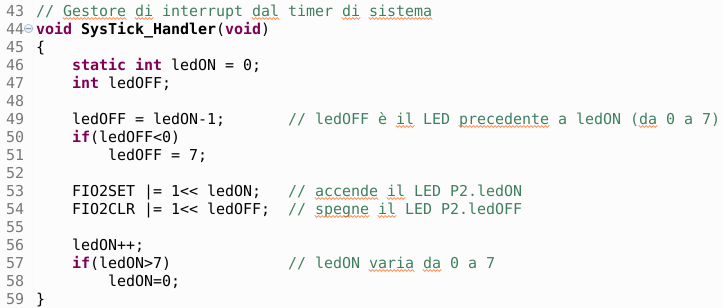 43 // Gestore di interrupt dal timer di sistema
44 void SysTick_Handler(void)
45 {
46     static int ledON = 0;
47     int ledOFF;
48
49     ledOFF = ledON-1;       // ledOFF è il LED precedente a ledON (da 0 a 7)
50     if(ledOFF<0)
51         ledOFF = 7;
52
53     FIO2SET |= 1<< ledON;   // accende il LED P2.ledON
54     FIO2CLR |= 1<< ledOFF;  // spegne il LED P2.ledOFF
55
56     ledON++;
57     if(ledON>7)             // ledON varia da 0 a 7
58         ledON=0;
59 }